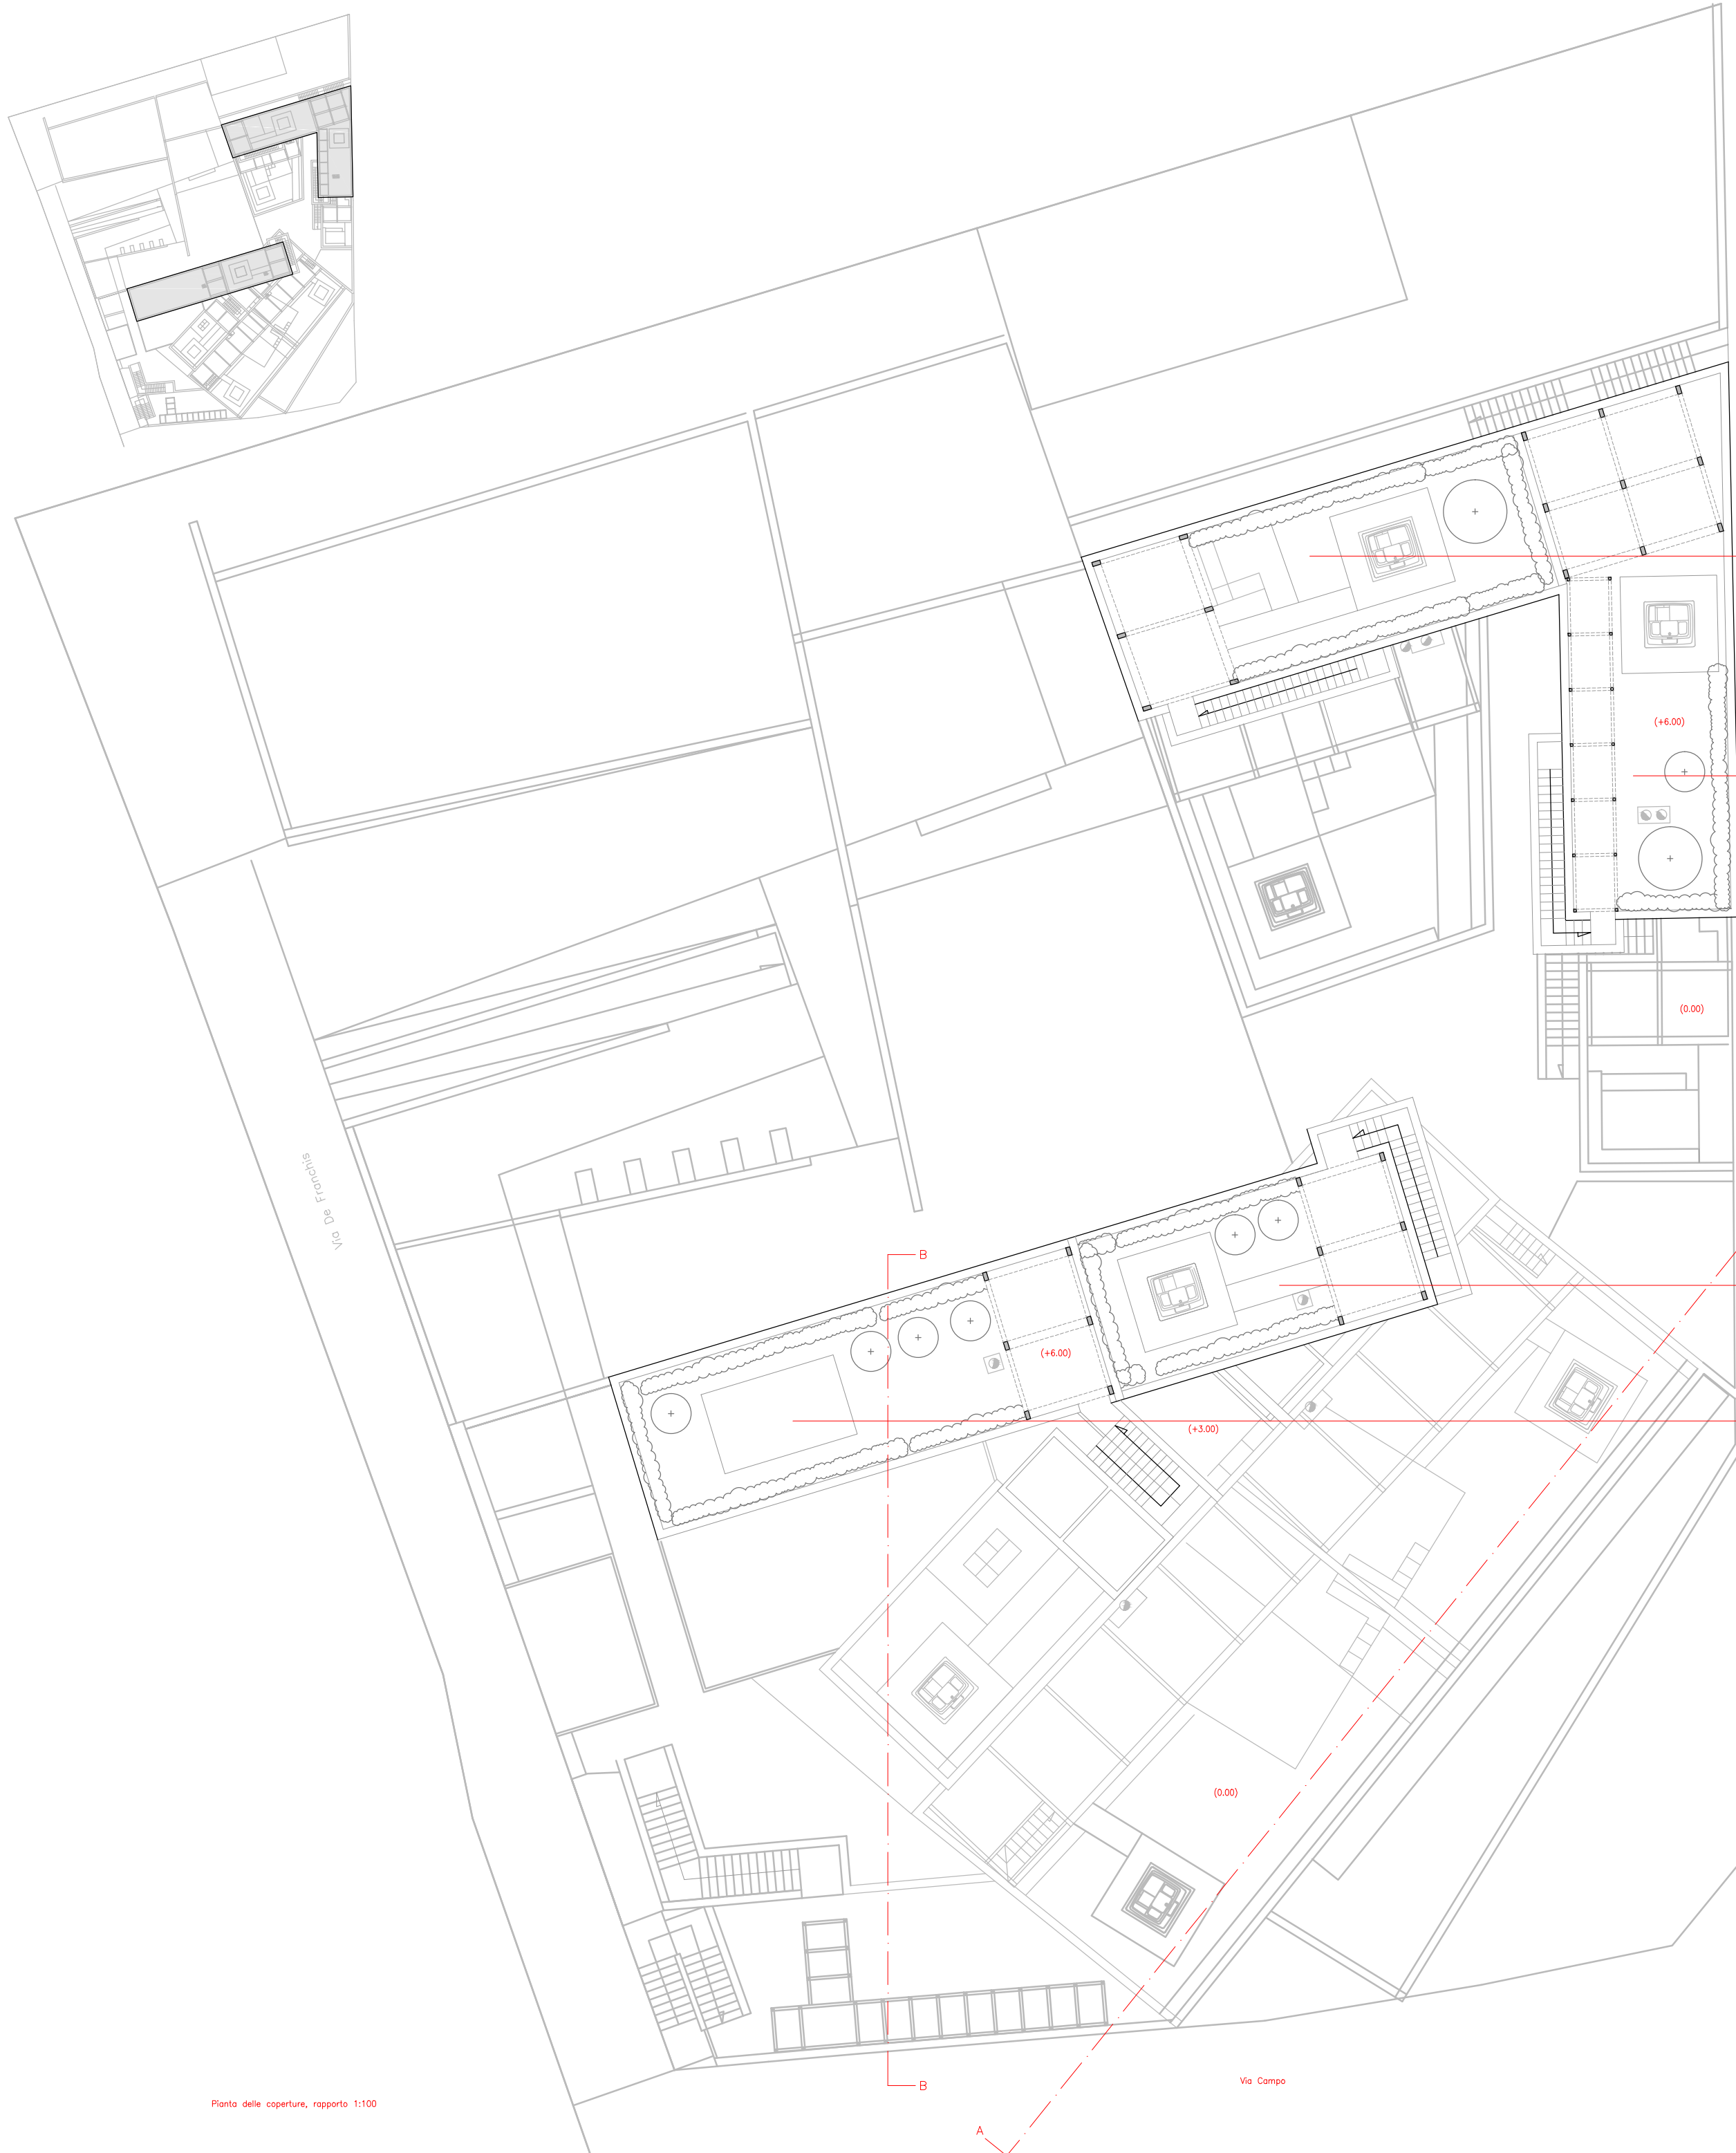 (+6.00)
(0.00)
Via De Franchis
B
(+6.00)
(+3.00)
(0.00)
B
Via Campo
Pianta delle coperture, rapporto 1:100
A